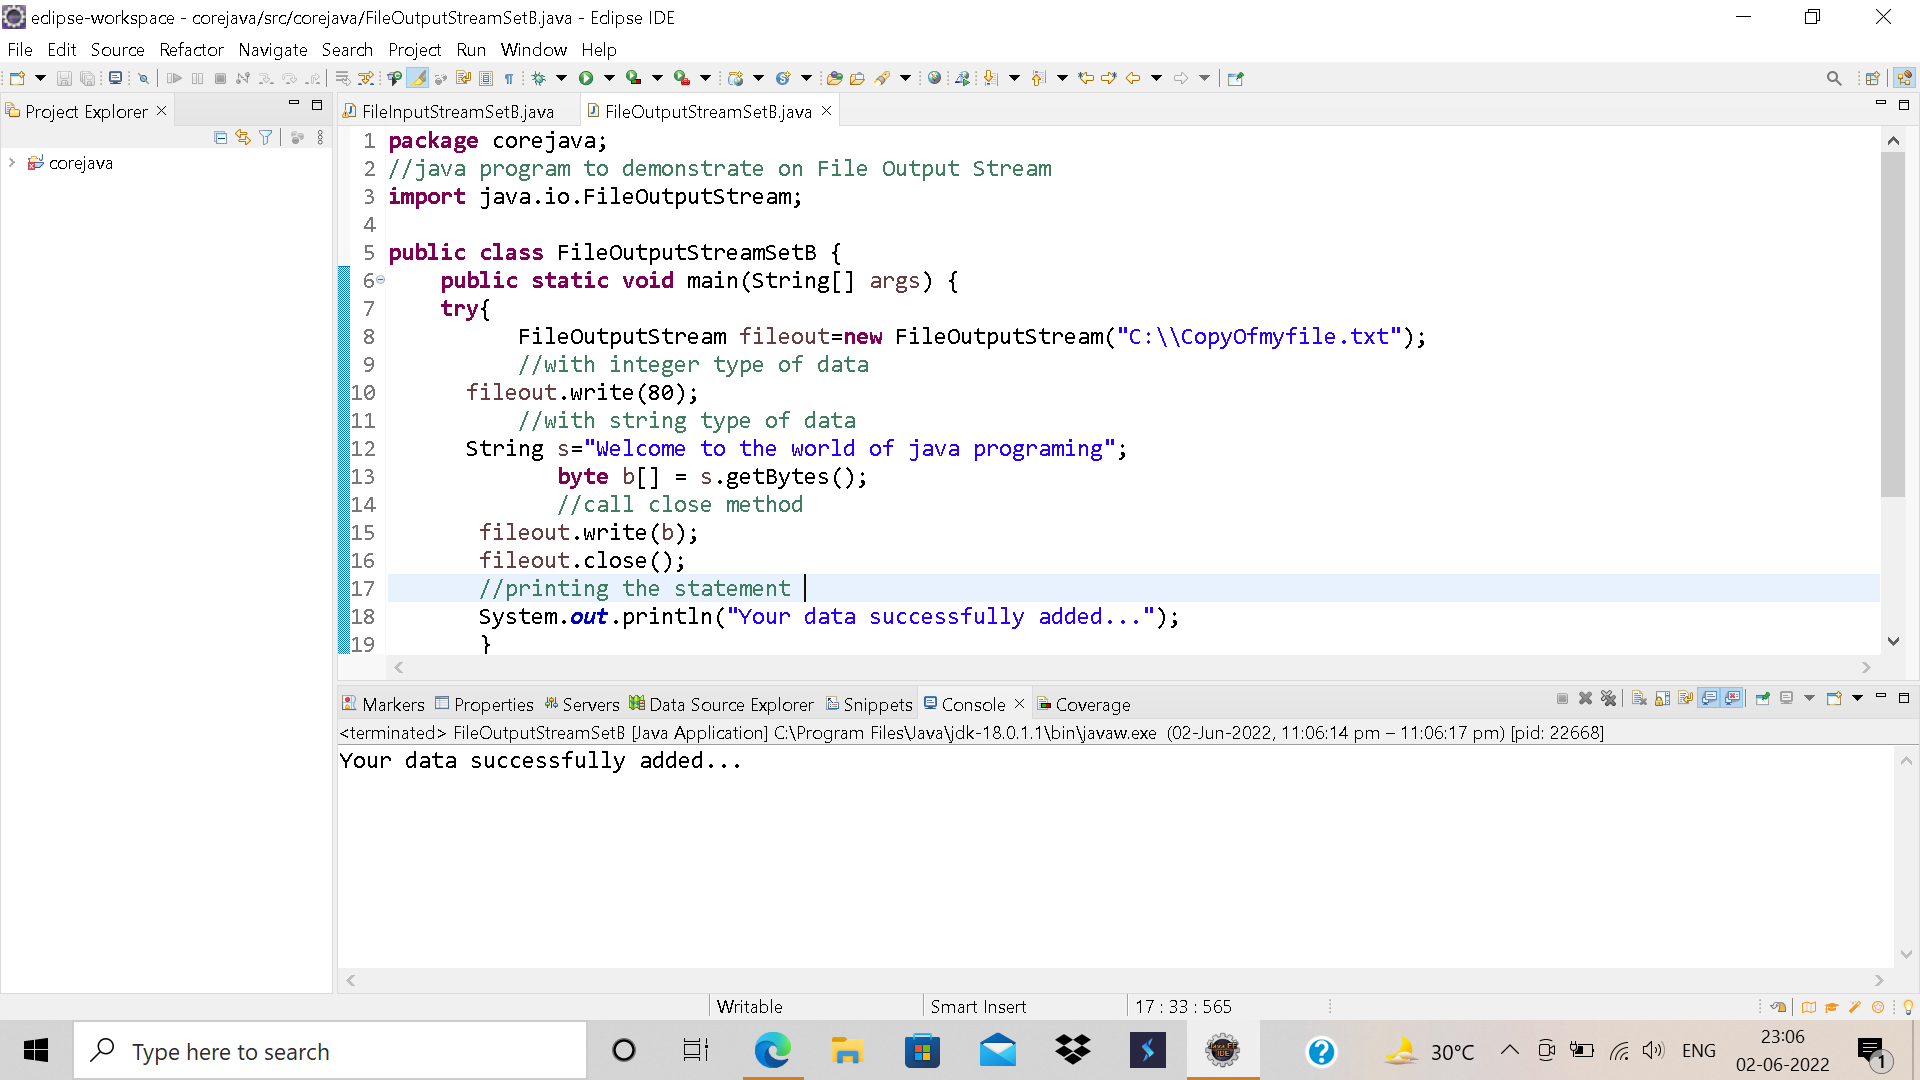 eclipse-workspace - corejava/src/corejava/FileOutputStreamSetB.java - Eclipse IDE
File Edit Source Refactor Navigate Search Project Run Window Help
Project Explorer
FileInputStreamSetB.java
FileOutputStreamSetB.java
corejava
1 package corejava;
2 //java program to demonstrate on File Output Stream
3 import java.io.FileOutputStream;
4
5 public class FileOutputStreamSetB {
6 public static void main(String[] args) {
7 try{
8 FileOutputStream fileout=new FileOutputStream("C:\\CopyOfmyfile.txt");
9 //with integer type of data
10 fileout.write(80);
11 //with string type of data
12 String s="Welcome to the world of java programing";
13 byte b[] = s.getBytes();
14 //call close method
15 fileout.write(b);
16 fileout.close();
17 //printing the statement
18 System.out.println("Your data successfully added...");
19 }
Markers Properties Servers Data Source Explorer Snippets Console Coverage
<terminated> FileOutputStreamSetB [Java Application] C:\Program Files\Java\jdk-18.0.1.1\bin\javaw.exe (02-Jun-2022, 11:06:14 pm – 11:06:17 pm) [pid: 22668]
Your data successfully added...
Writable Smart Insert 17 : 33 : 565
Type here to search
30°C
ENG
23:06
02-06-2022
1